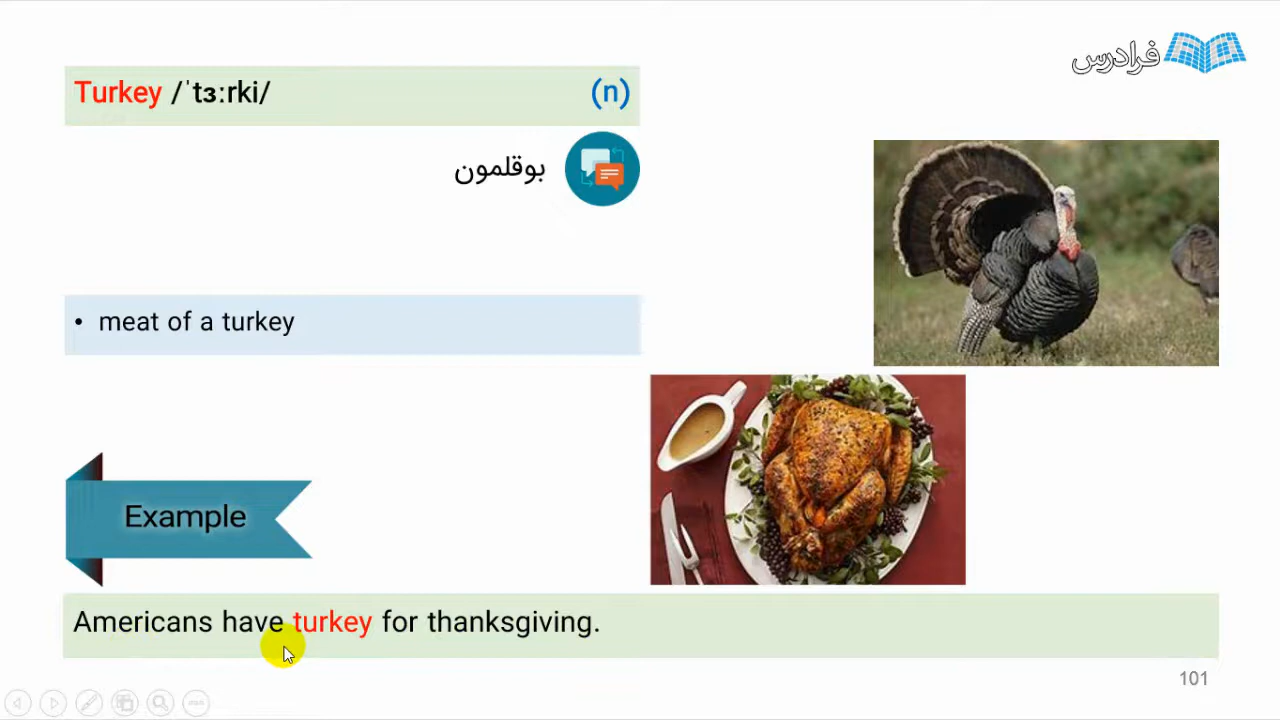 فرادرس
Turkey /ˈtɜːrki/ (n)
بوقلمون
• meat of a turkey
Example
Americans have turkey for thanksgiving.
101